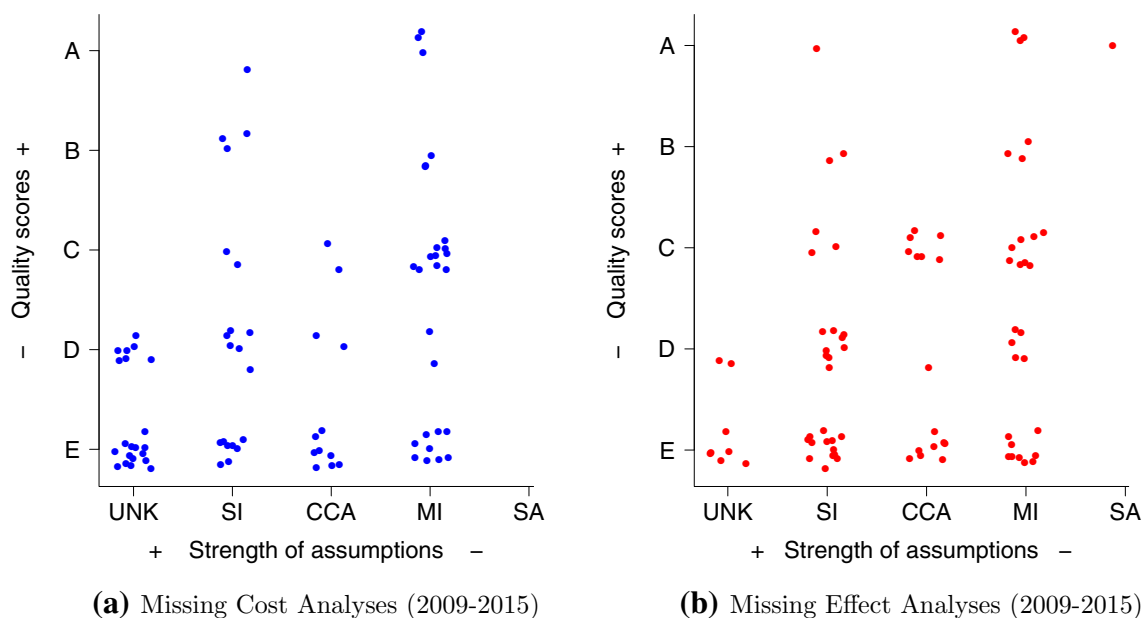 A
B
C
D
E
− Quality scores +
UNK SI CCA MI SA
+ Strength of assumptions −
(a) Missing Cost Analyses (2009-2015)
A
B
C
D
E
− Quality scores +
UNK SI CCA MI SA
+ Strength of assumptions −
(b) Missing Effect Analyses (2009-2015)